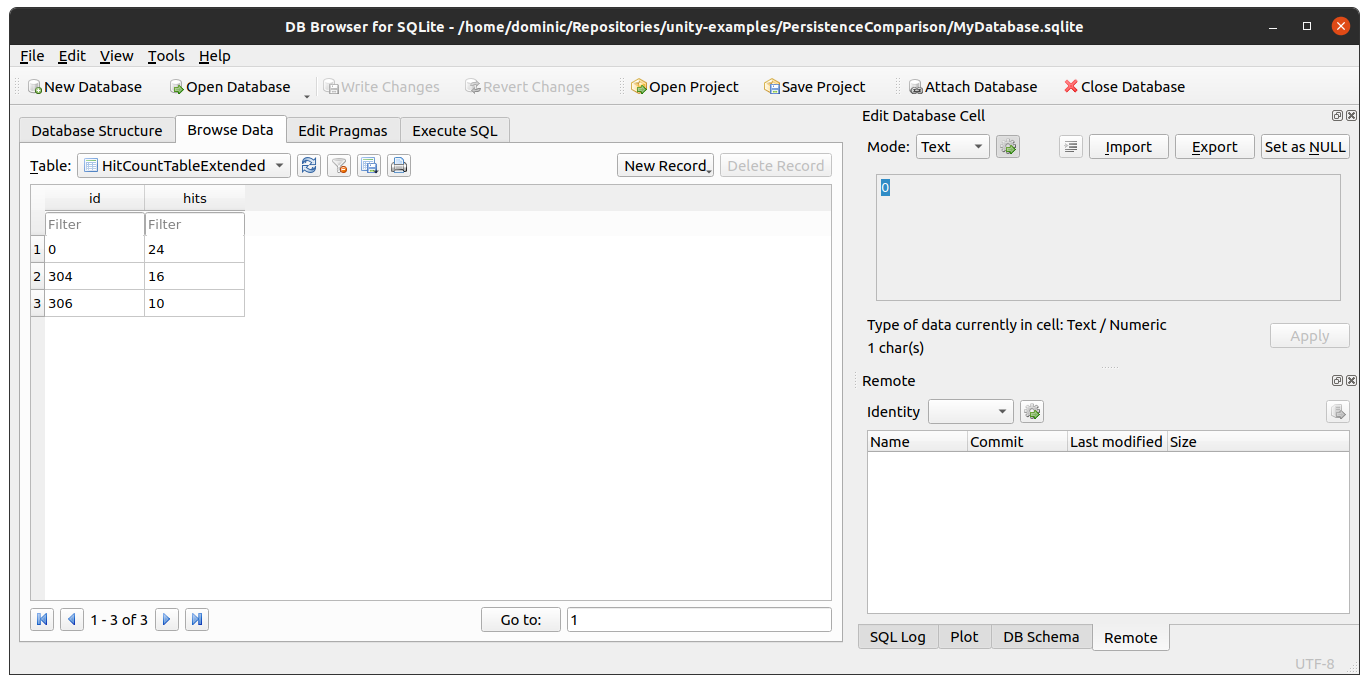 DB Browser for SQLite - /home/dominic/Repositories/unity-examples/PersistenceComparison/MyDatabase.sqlite
File Edit View Tools Help
New Database Open Database Write Changes Revert Changes Open Project Save Project Attach Database Close Database
Database Structure Browse Data Edit Pragmas Execute SQL
Table: HitCountTableExtended New Record Delete Record
id hits
Filter Filter
1 0 24
2 304 16
3 306 10
1 - 3 of 3 Go to: 1
Edit Database Cell
Mode: Text Import Export Set as NULL
0
Type of data currently in cell: Text / Numeric
1 char(s)
Apply
Remote
Identity
Name Commit Last modified Size
SQL Log Plot DB Schema Remote
UTF-8